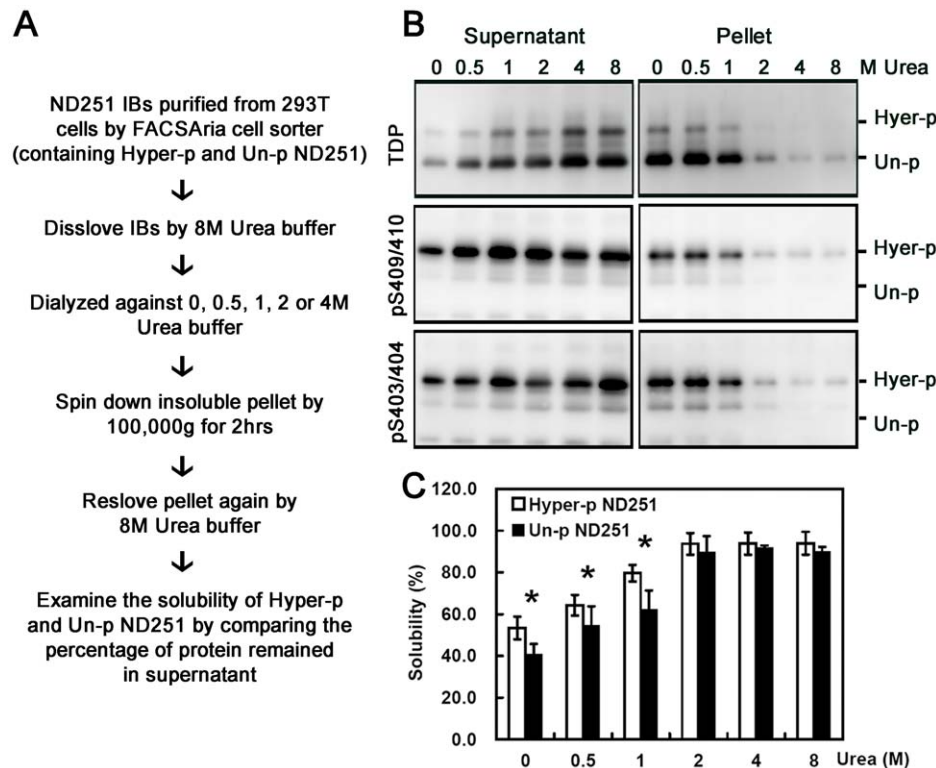 A
ND251 IBs purified from 293T
cells by FACSAria cell sorter
(containing Hyper-p and Un-p ND251)
Disslove IBs by 8M Urea buffer
Dialyzed against 0, 0.5, 1, 2 or 4M
Urea buffer
Spin down insoluble pellet by
100,000g for 2hrs
Reslove pellet again by
8M Urea buffer
Examine the solubility of Hyper-p
and Un-p ND251 by comparing the
percentage of protein remained
in supernatant
B
Supernatant Pellet
0 0.5 1 2 4 8 0 0.5 1 2 4 8 M Urea
TDP
Hyer-p
Un-p
pS409/410
Hyer-p
Un-p
pS403/404
Hyer-p
Un-p
C
Solubility (%)
120.0
100.0
80.0
60.0
40.0
20.0
0.0
Hyper-p ND251
Un-p ND251
* * *
0 0.5 1 2 4 8 Urea (M)